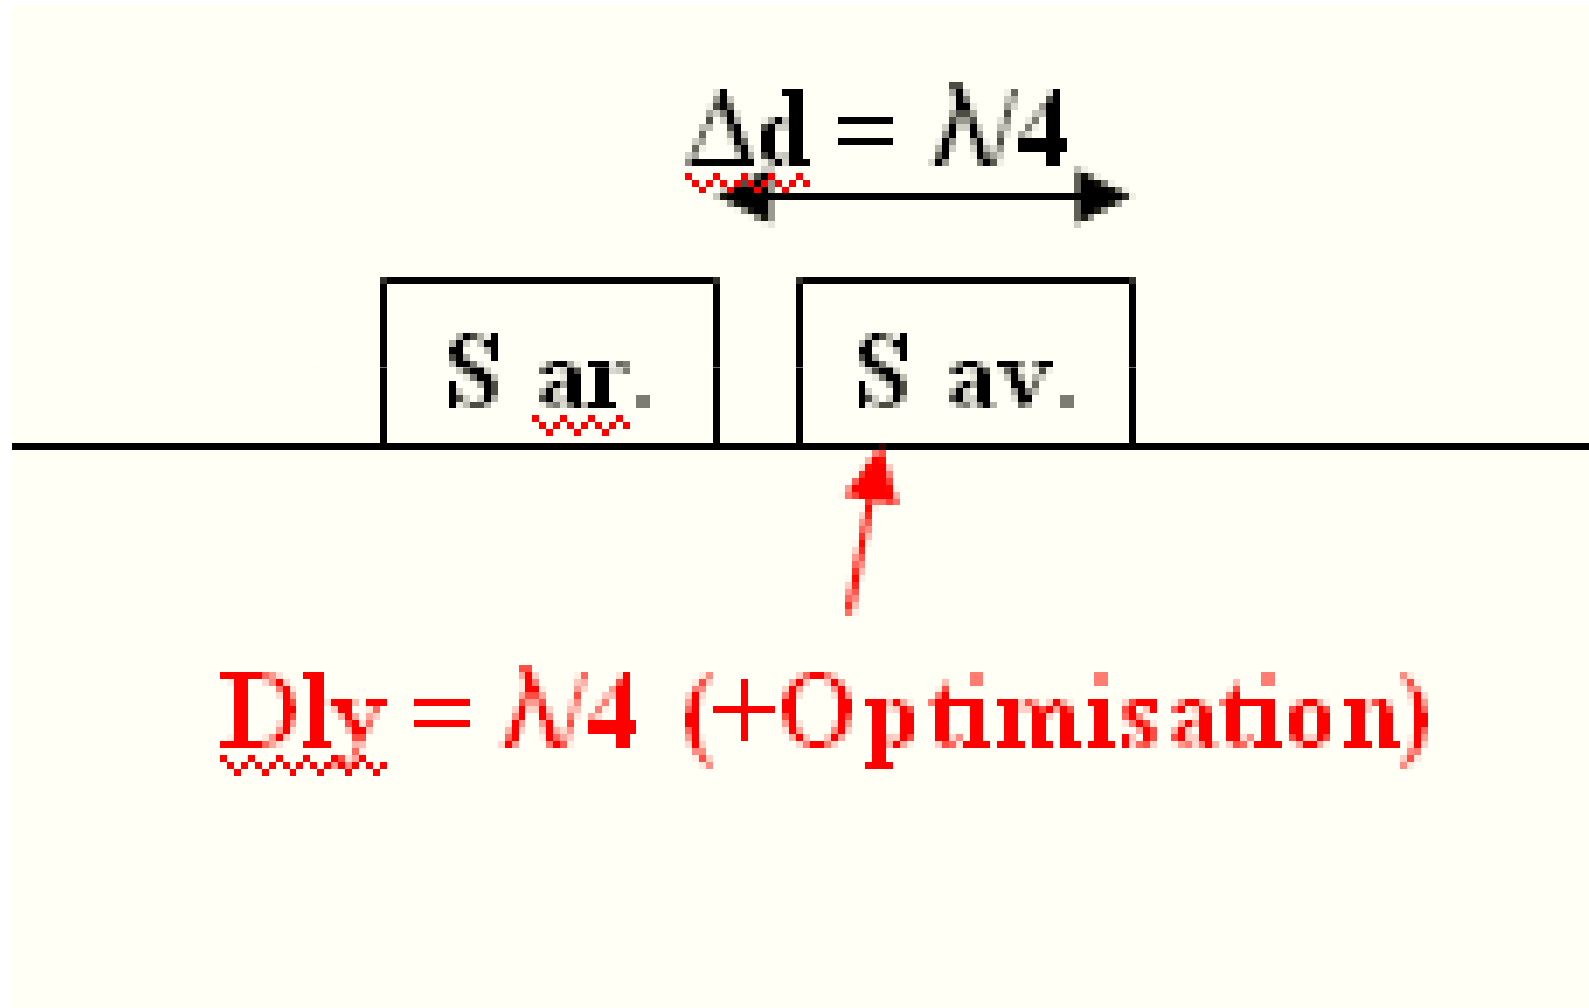 Δd = λ/4
S ar. S av.
Dly = λ/4 (+Optimisation)